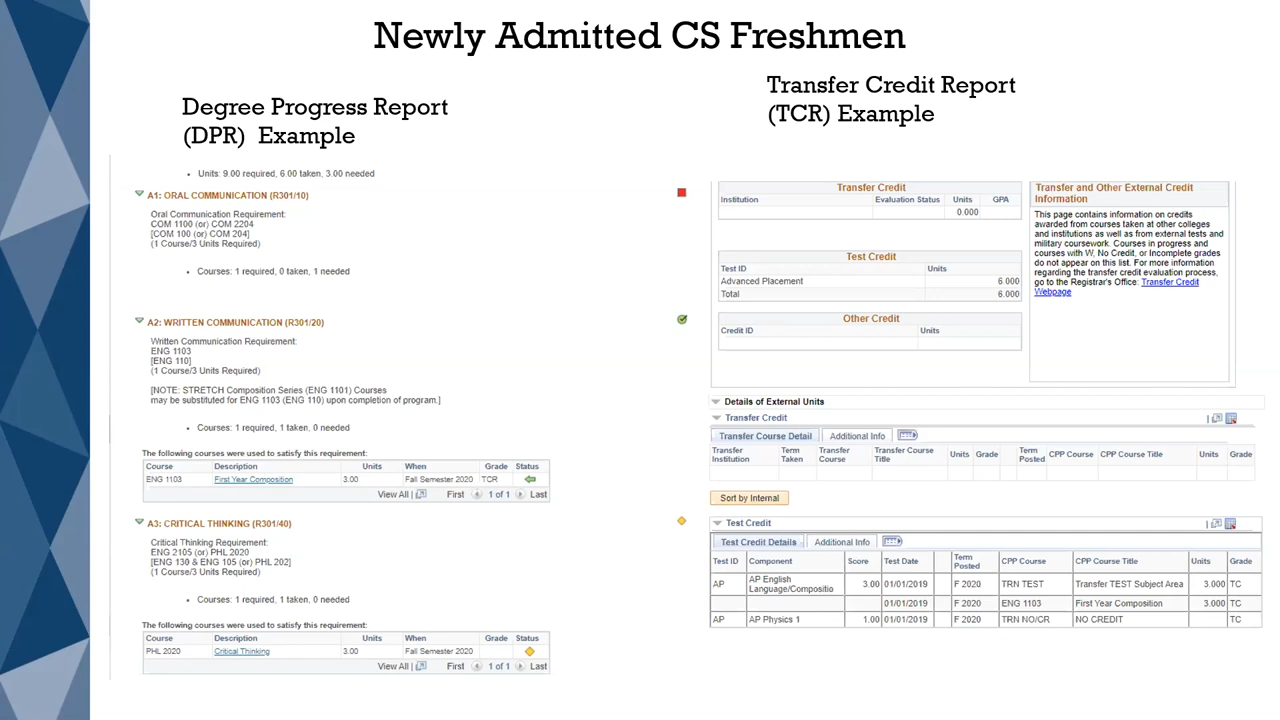 Newly Admitted CS Freshmen
Degree Progress Report
(DPR) Example
Units: 9.00 required, 6.00 taken, 3.00 needed
A1: ORAL COMMUNICATION (R301/10)
Oral Communication Requirement:
COM 1100 (or) COM 2204
[COM 100 (or) COM 204]
(1 Course/3 Units Required)
Courses: 1 required, 0 taken, 1 needed
A2: WRITTEN COMMUNICATION (R301/20)
Written Communication Requirement:
ENG 1103
[ENG 110]
(1 Course/3 Units Required)
[NOTE: STRETCH Composition Series (ENG 1101) Courses
may be substituted for ENG 1103 (ENG 110) upon completion of program.]
Courses: 1 required, 1 taken, 0 needed
The following courses were used to satisfy this requirement:
Course Description Units When Grade Status
ENG 1103 First Year Composition 3.00 Fall Semester 2020 TCR
View All | First 1 of 1 Last
A3: CRITICAL THINKING (R301/40)
Critical Thinking Requirement:
ENG 2105 (or) PHL 2020
[ENG 130 & ENG 105 (or) PHL 202]
(1 Course/3 Units Required)
Courses: 1 required, 1 taken, 0 needed
The following courses were used to satisfy this requirement:
Course Description Units When Grade Status
PHL 2020 Critical Thinking 3.00 Fall Semester 2020
View All | First 1 of 1 Last
Transfer Credit Report
(TCR) Example
Transfer Credit
Institution Evaluation Status Units GPA
0.000
Test Credit
Test ID Units
Advanced Placement 6.000
Total 6.000
Other Credit
Credit ID Units
Transfer and Other External Credit
Information
This page contains information on credits
awarded from courses taken at other colleges
and institutions as well as from external tests and
military coursework. Courses in progress and
courses with W, No Credit, or Incomplete grades
do not appear on this list. For more information
regarding the transfer credit evaluation process,
go to the Registrar's Office: Transfer Credit
Webpage
Details of External Units
Transfer Credit
Transfer Course Detail Additional Info
Transfer Institution Term Taken Transfer Course Transfer Course Title Units Grade Term Posted CPP Course CPP Course Title Units Grade
Sort by Internal
Test Credit
Test Credit Details Additional Info
Test ID Component Score Test Date Term Posted CPP Course CPP Course Title Units Grade
AP AP English Language/Compositio 3.00 01/01/2019 F 2020 TRN TEST Transfer TEST Subject Area 3.000 TC
01/01/2019 F 2020 ENG 1103 First Year Composition 3.000 TC
AP AP Physics 1 1.00 01/01/2019 F 2020 TRN NO/CR NO CREDIT TC